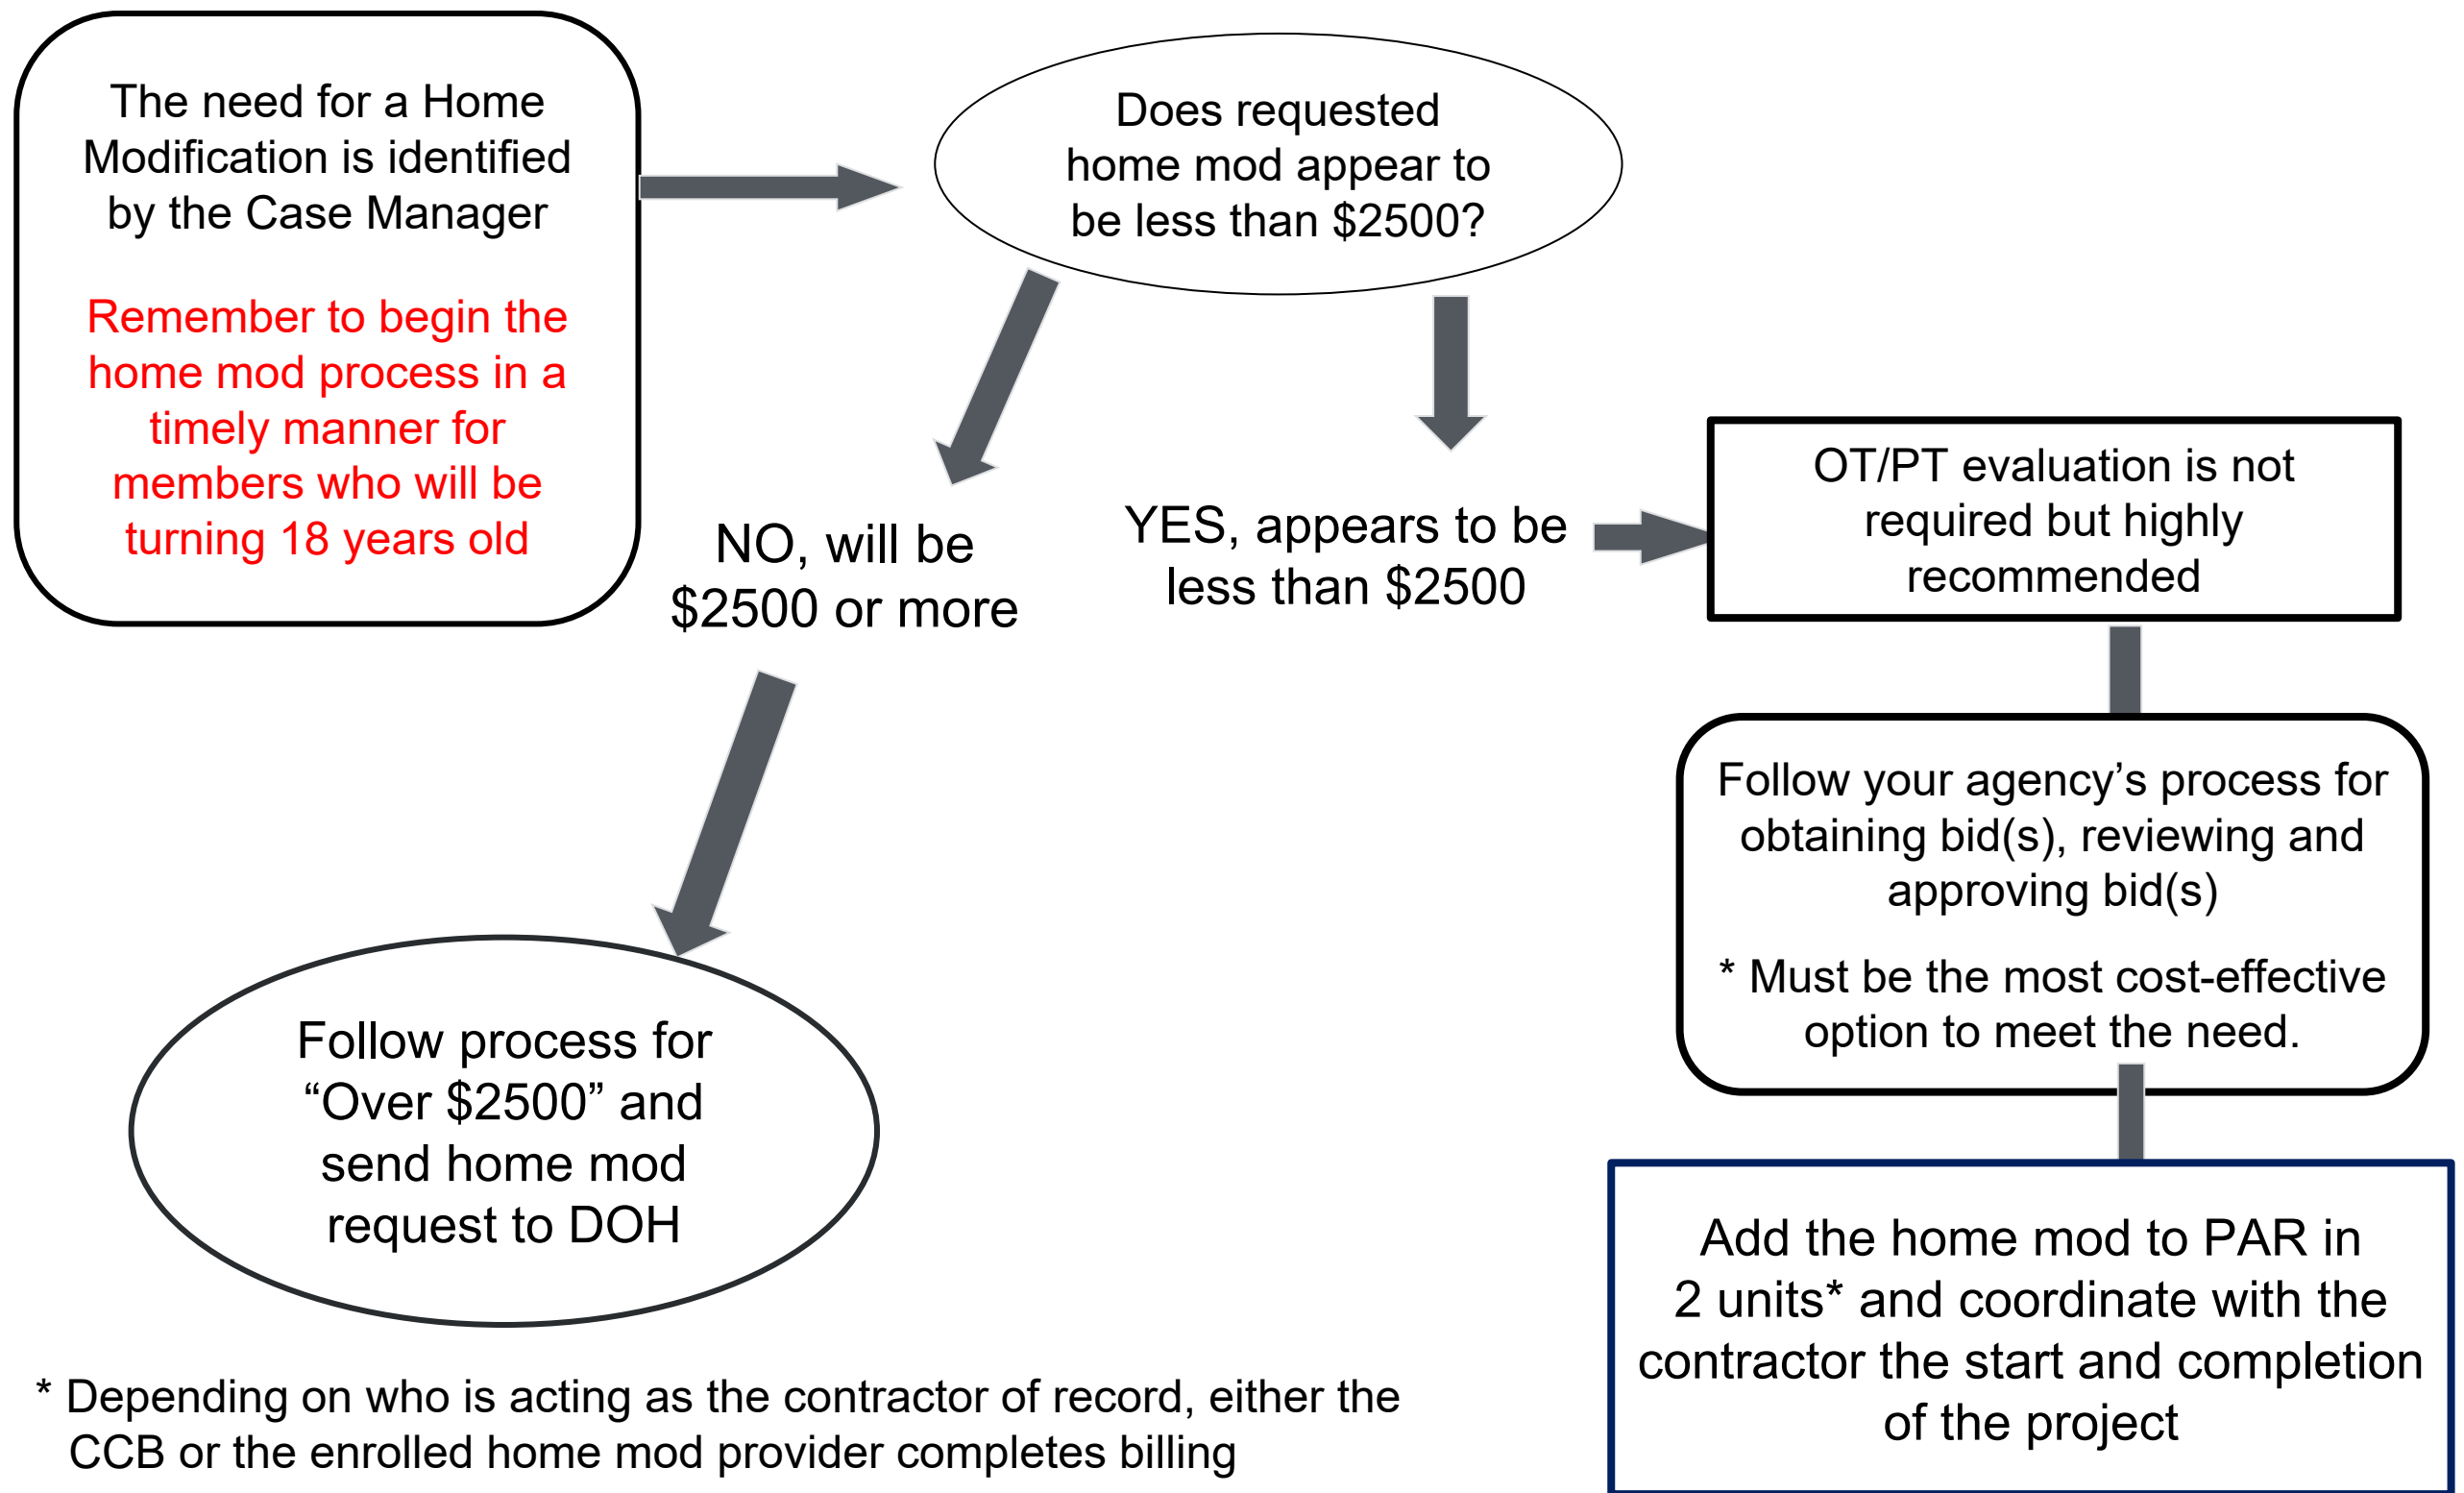 The need for a Home
Modification is identified
by the Case Manager
Remember to begin the
home mod process in a
timely manner for
members who will be
turning 18 years old
Does requested
home mod appear to
be less than $2500?
NO, will be
$2500 or more
YES, appears to be
less than $2500
OT/PT evaluation is not
required but highly
recommended
Follow your agency’s process for
obtaining bid(s), reviewing and
approving bid(s)
* Must be the most cost-effective
option to meet the need.
Follow process for
“Over $2500” and
send home mod
request to DOH
Add the home mod to PAR in
2 units* and coordinate with the
contractor the start and completion
of the project
* Depending on who is acting as the contractor of record, either the
CCB or the enrolled home mod provider completes billing